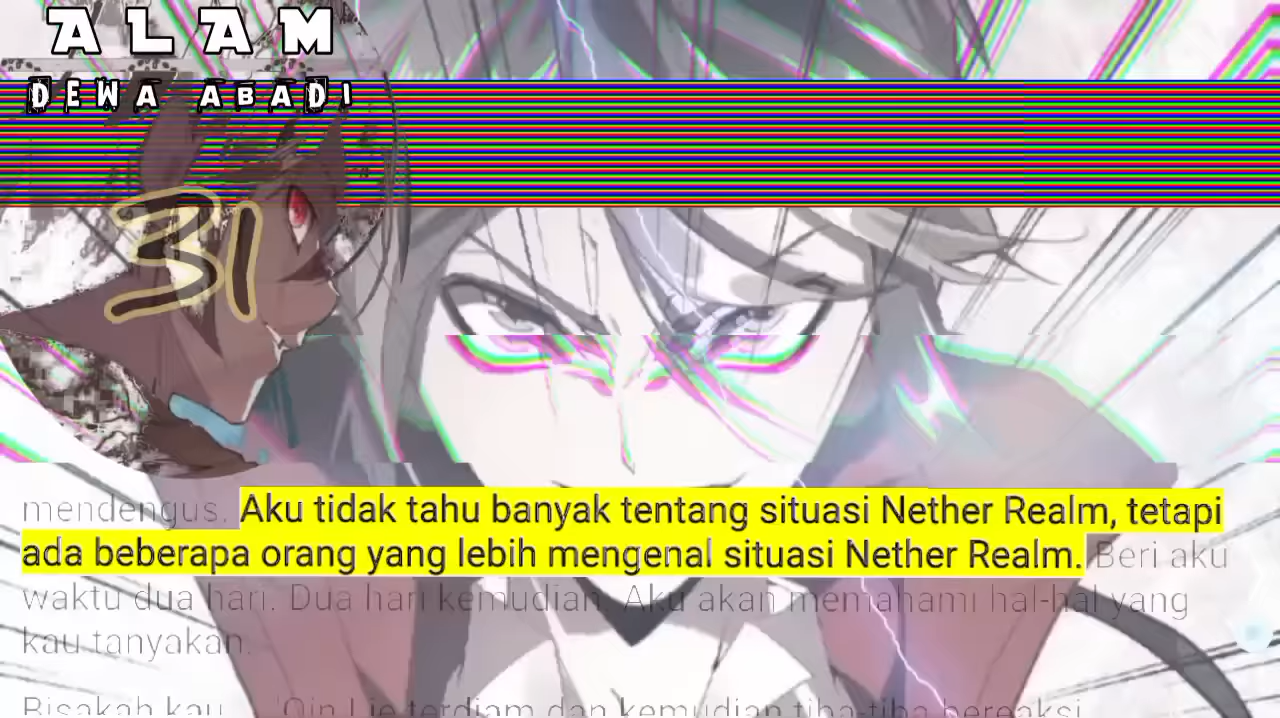 ALAM
DEWA ABADI
31
mendengus. Aku tidak tahu banyak tentang situasi Nether Realm, tetapi
ada beberapa orang yang lebih mengenal situasi Nether Realm. Beri aku
waktu dua hari. Dua hari kemudian. Aku akan memahami hal-hal yang
kau tanyakan.
Bisakah kau 'Qin Lie terdiam dan kemudian tiba-tiba bereaksi